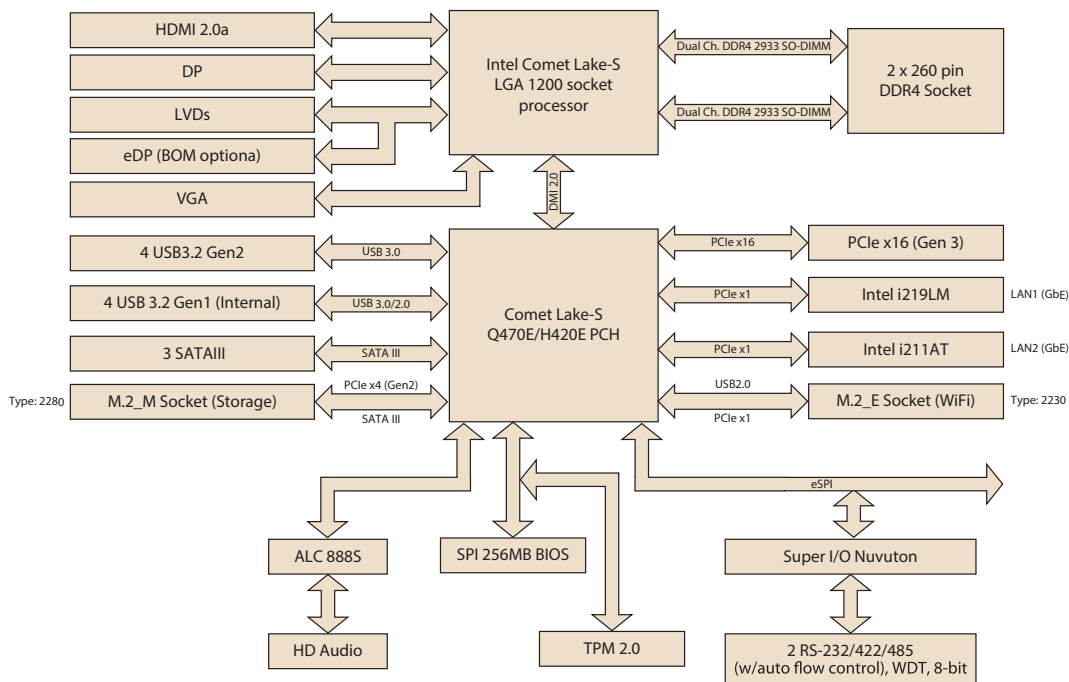 HDMI 2.0a
DP
LVDs
eDP (BOM optiona)
VGA
Intel Comet Lake-S
LGA 1200 socket
processor
Dual Ch. DDR4 2933 SO-DIMM
Dual Ch. DDR4 2933 SO-DIMM
2 x 260 pin
DDR4 Socket
DMI 2.0
4 USB3.2 Gen2
USB 3.0
4 USB 3.2 Gen1 (Internal)
USB 3.0/2.0
3 SATAIII
SATA III
Type: 2280
M.2_M Socket (Storage)
PCIe x4 (Gen2)
SATA III
Comet Lake-S
Q470E/H420E PCH
PCIe x16
PCIe x16 (Gen 3)
PCIe x1
Intel i219LM
LAN1 (GbE)
PCIe x1
Intel i211AT
LAN2 (GbE)
USB2.0
PCIe x1
M.2_E Socket (WiFi)
Type: 2230
eSPI
ALC 888S
SPI 256MB BIOS
Super I/O Nuvuton
HD Audio
TPM 2.0
2 RS-232/422/485
(w/auto flow control), WDT, 8-bit